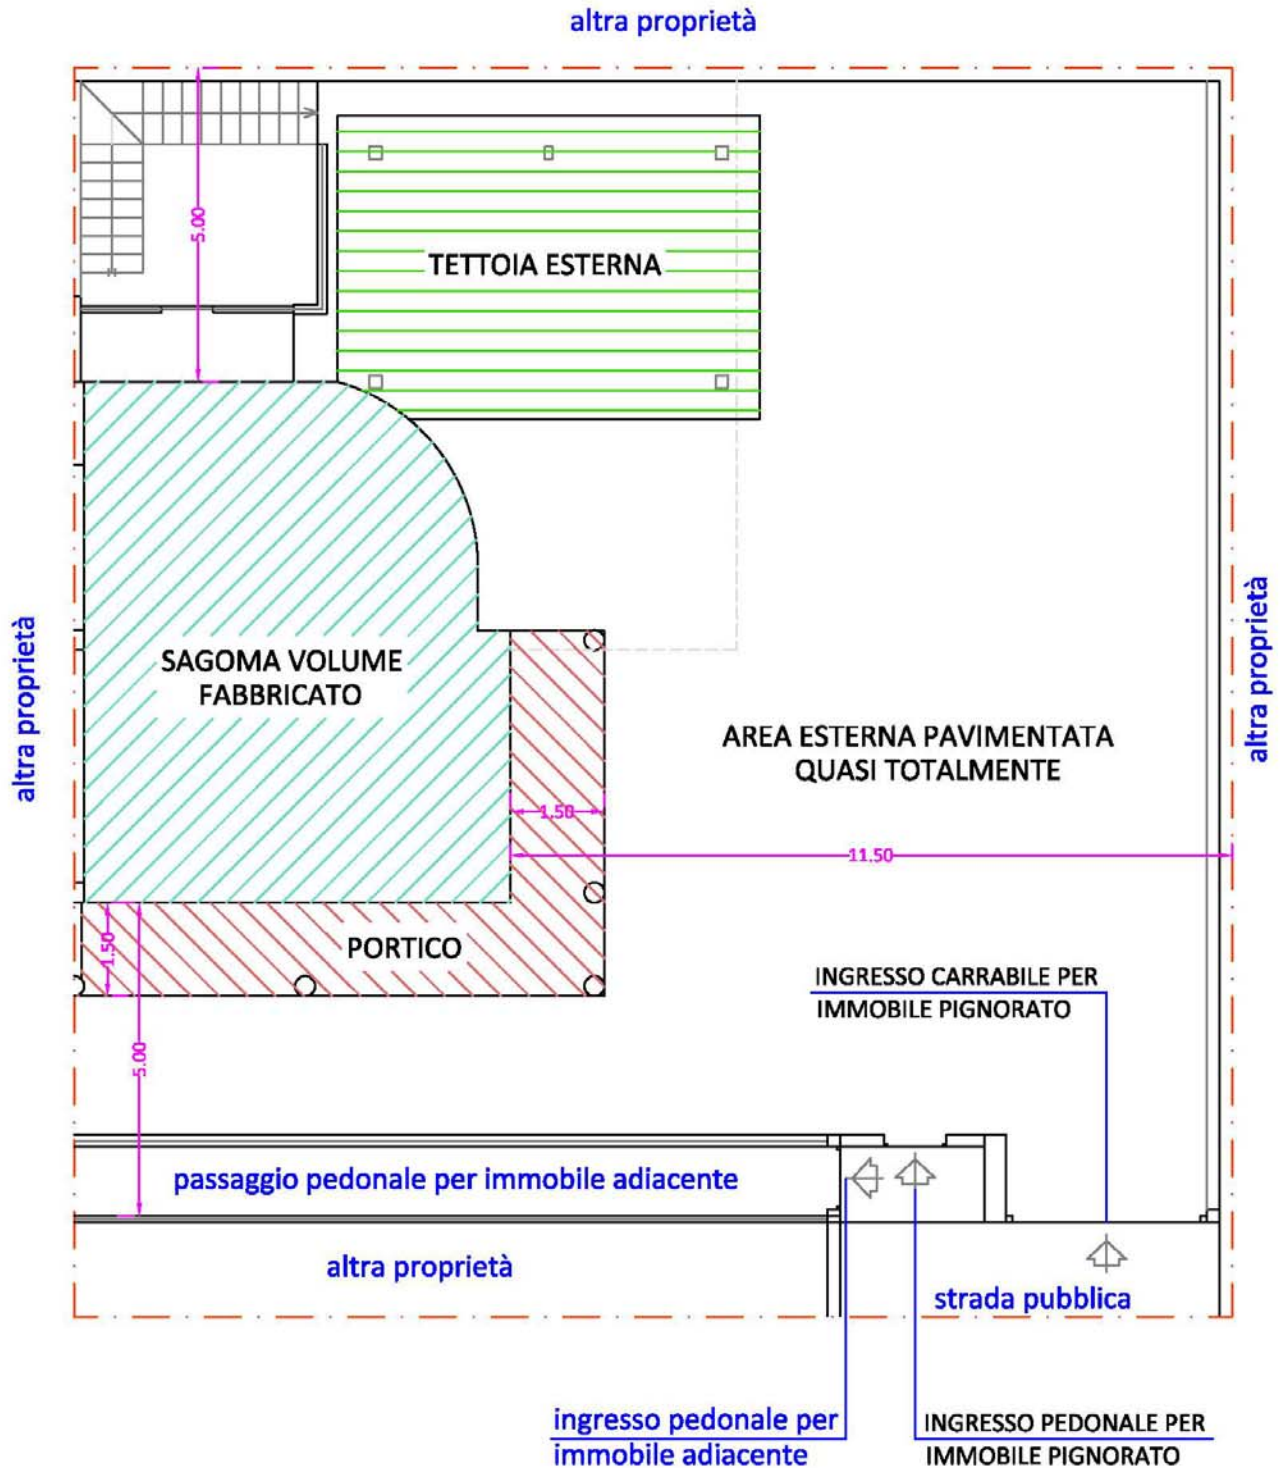 altra proprietà
5.00
TETTOIA ESTERNA
altra proprietà
altra proprietà
SAGOMA VOLUME
FABBRICATO
AREA ESTERNA PAVIMENTATA
QUASI TOTALMENTE
1.50
11.50
1.50
PORTICO
INGRESSO CARRABILE PER
IMMOBILE PIGNORATO
5.00
passaggio pedonale per immobile adiacente
altra proprietà
strada pubblica
ingresso pedonale per
immobile adiacente
INGRESSO PEDONALE PER
IMMOBILE PIGNORATO